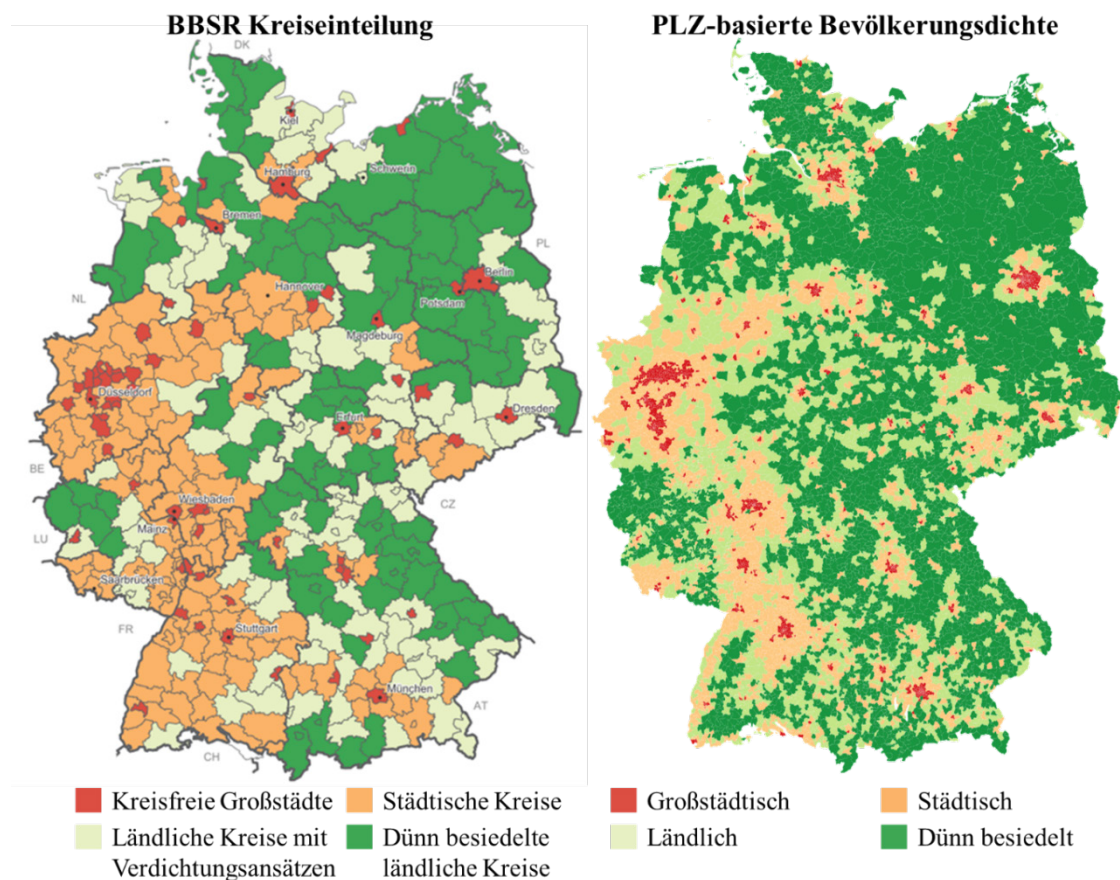 BBSR Kreiseinteilung
PLZ-basierte Bevölkerungsdichte
DK
Kiel
Schwerin
Hamburg
Bremen
PL
Berlin
Hannover
Potsdam
NL
Magdeburg
Düsseldorf
Dresden
Erfurt
BE
Wiesbaden
CZ
Mainz
LU
Saarbrücken
FR
Stuttgart
München
AT
CH
Kreisfreie Großstädte
Städtische Kreise
Ländliche Kreise mit
Verdichtungsansätzen
Dünn besiedelte
ländliche Kreise
Großstädtisch
Städtisch
Ländlich
Dünn besiedelt